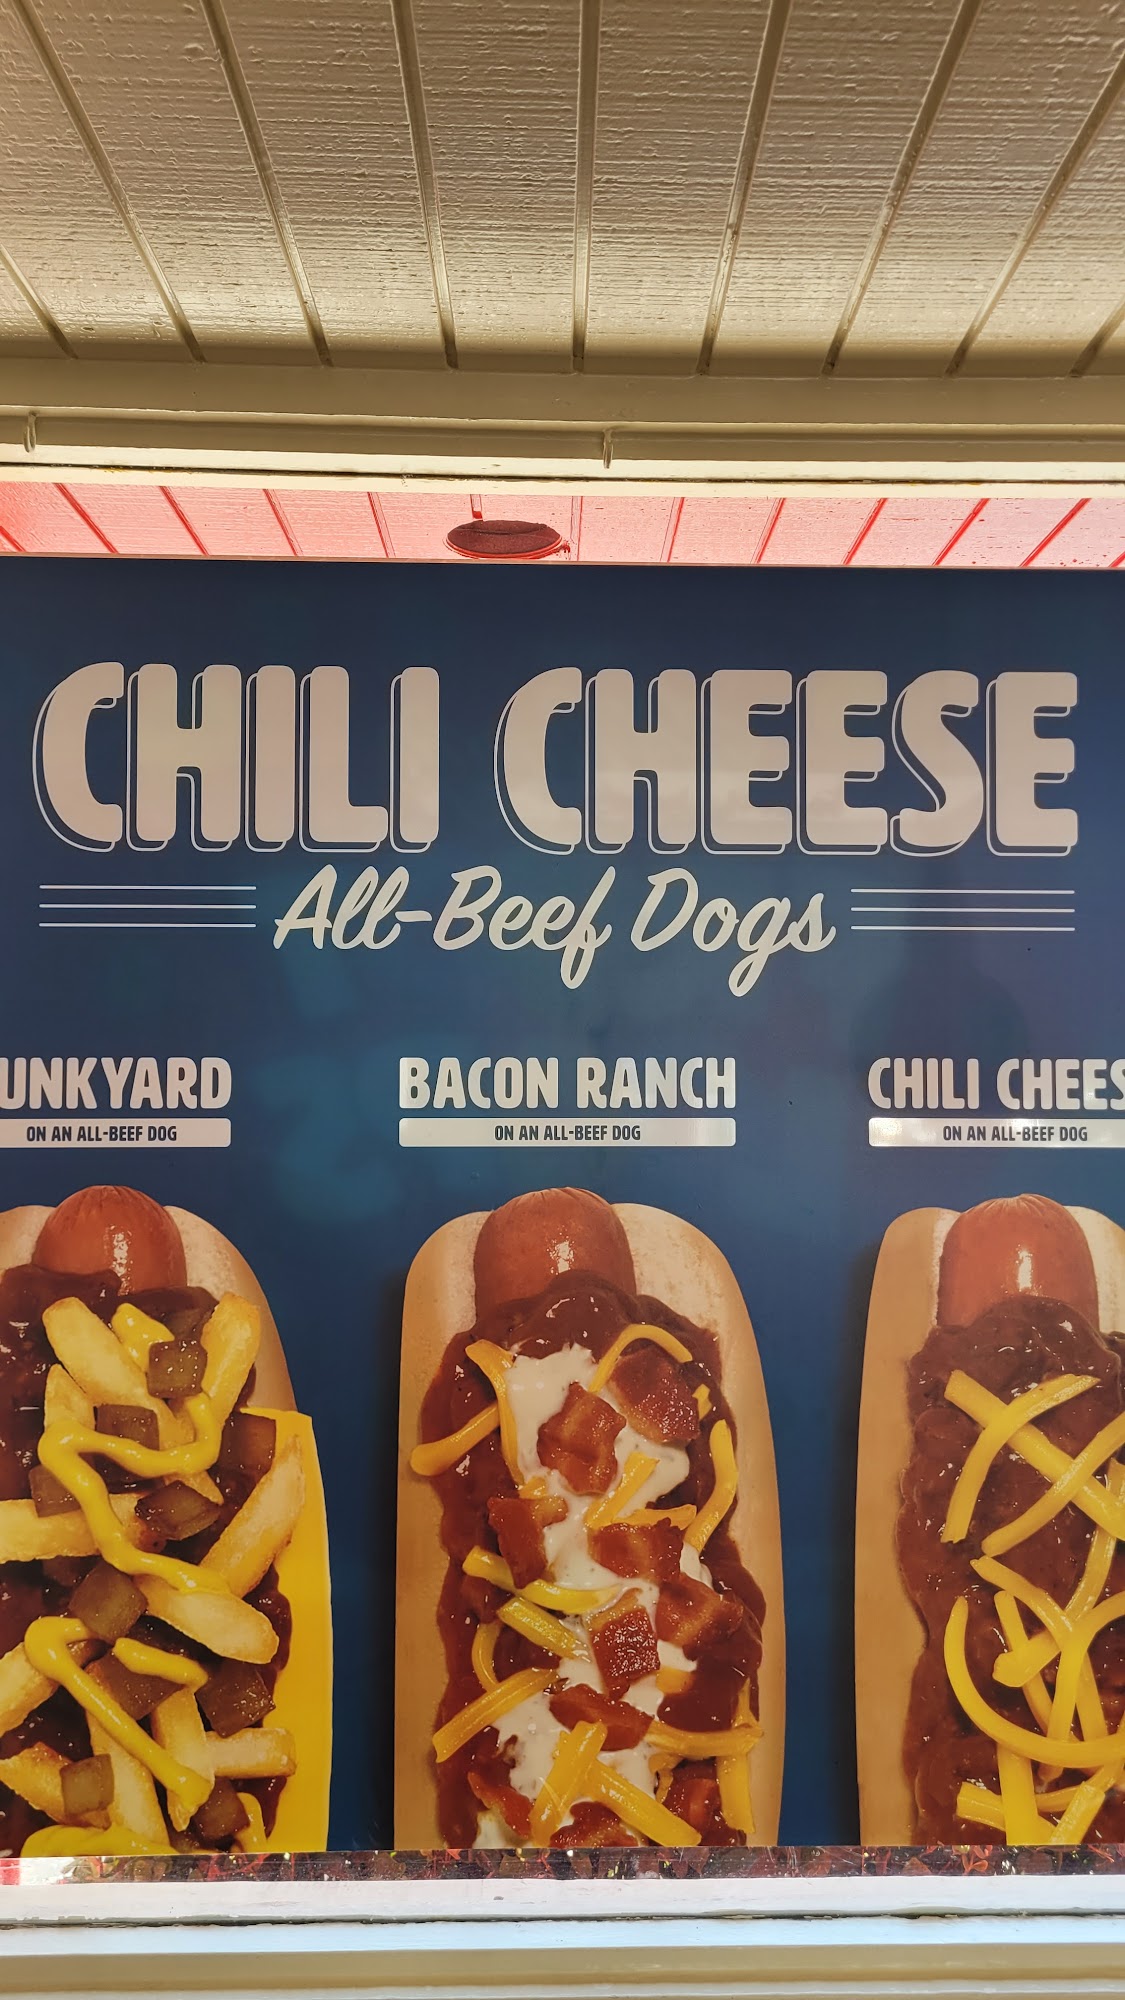 CHILI CHEESE
All-Beef Dogs
UNKYARD
ON AN ALL-BEEF DOG
BACON RANCH
ON AN ALL-BEEF DOG
CHILI CHEES
ON AN ALL-BEEF DOG